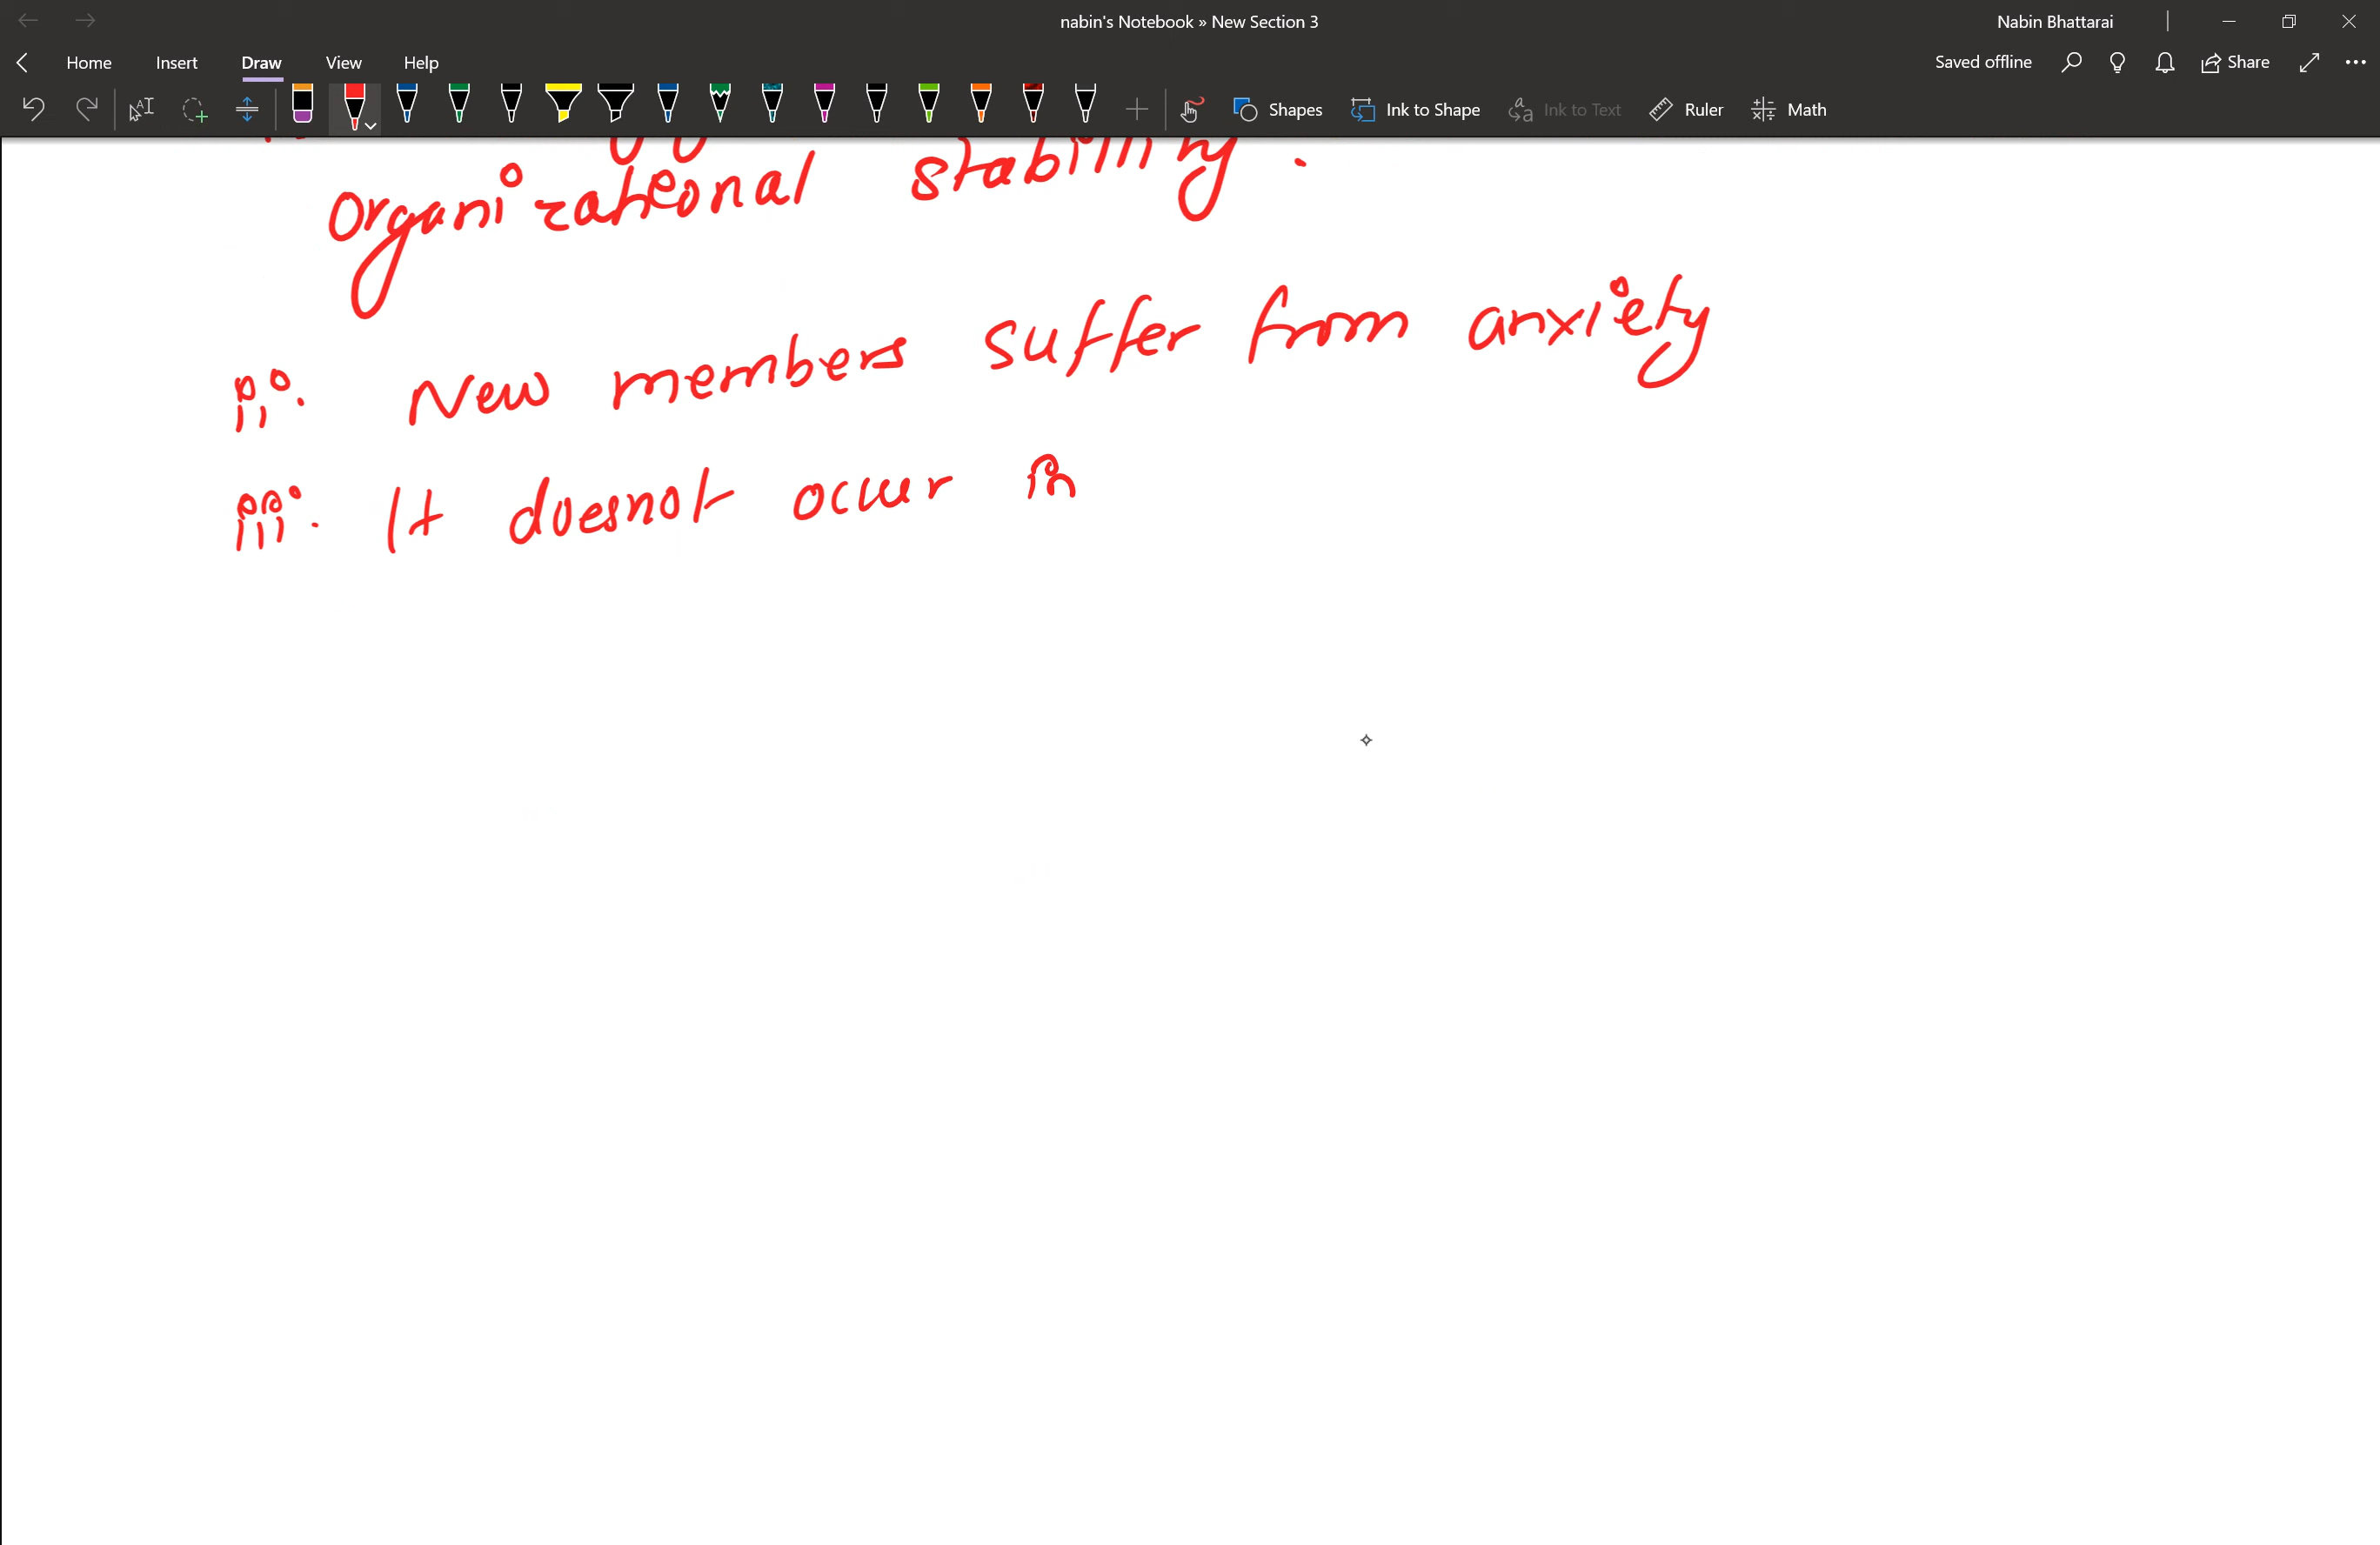 nabin's Notebook » New Section 3
Nabin Bhattarai
Home Insert Draw View Help
Saved offline
Share
Shapes Ink to Shape Ink to Text Ruler Math
organizational stability.
ii. New members suffer from anxiety
iii. It doesnot occur in